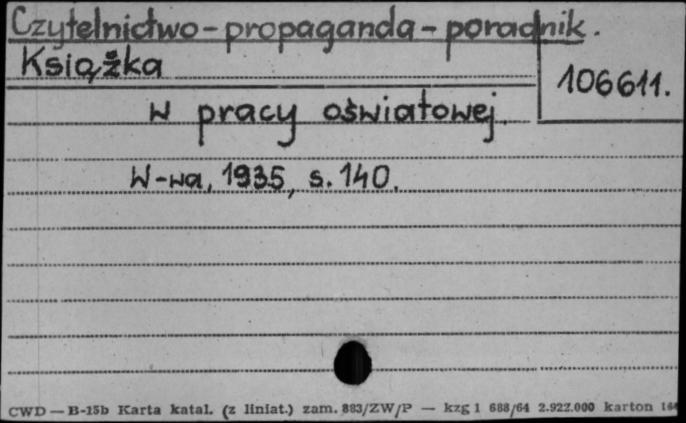 Czytelnictwo - propaganda - poradnik.
Książka
106611.
w pracy oświatowej.
W-wa, 1935, s. 140.
CWD — B-15b Karta katal. (z liniat.) zam. 883/ZW/P — kzg 1 688/64 2.922.000 karton